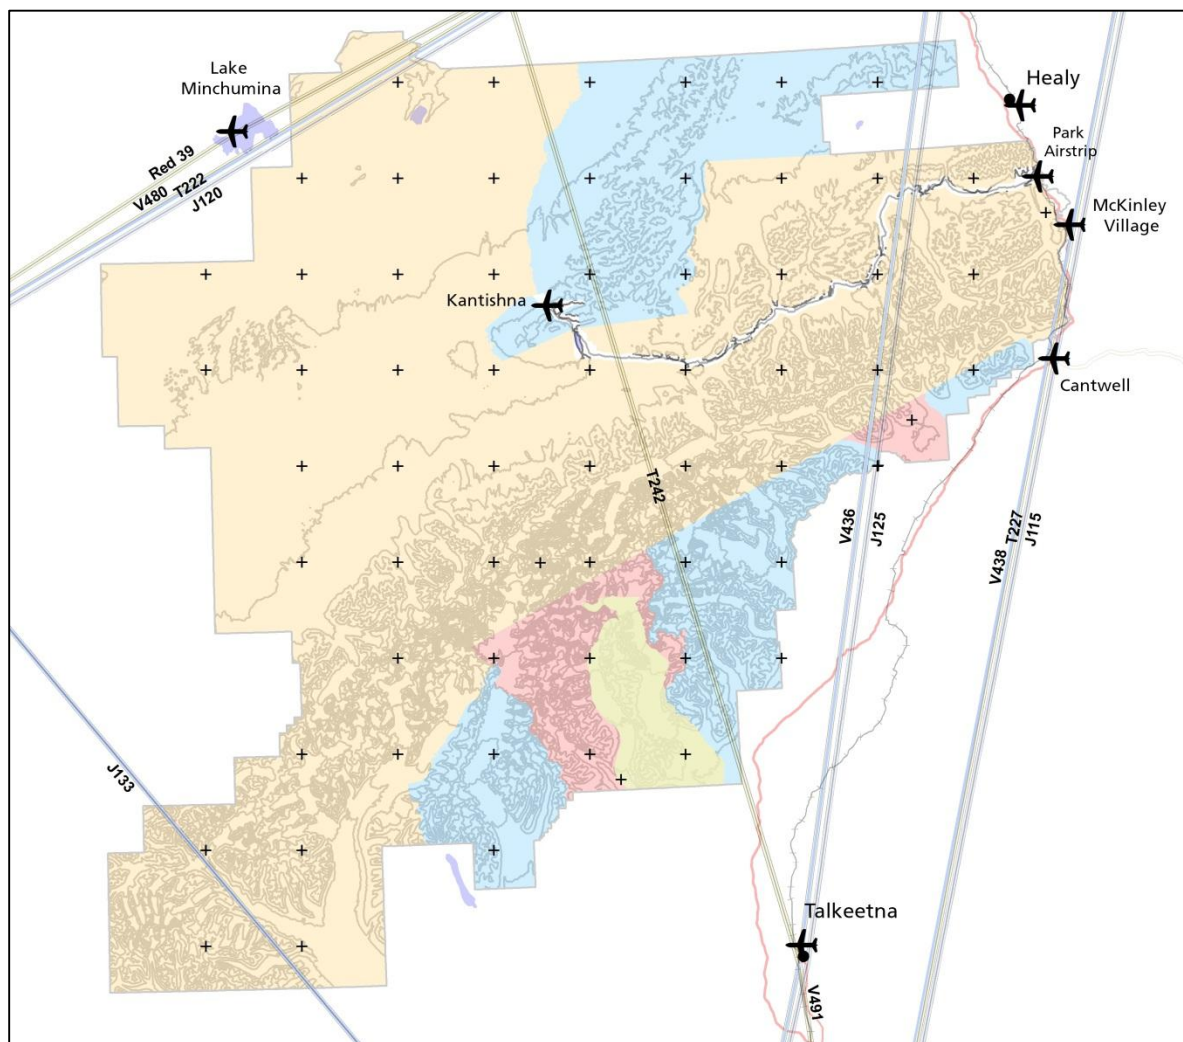 Lake
Minchumina
Healy
Park
Airstrip
Red 39
V480 T222
J120
McKinley
Village
Kantishna
Cantwell
T242
V436
J125
V438 T227
J115
J133
Talkeetna
V491